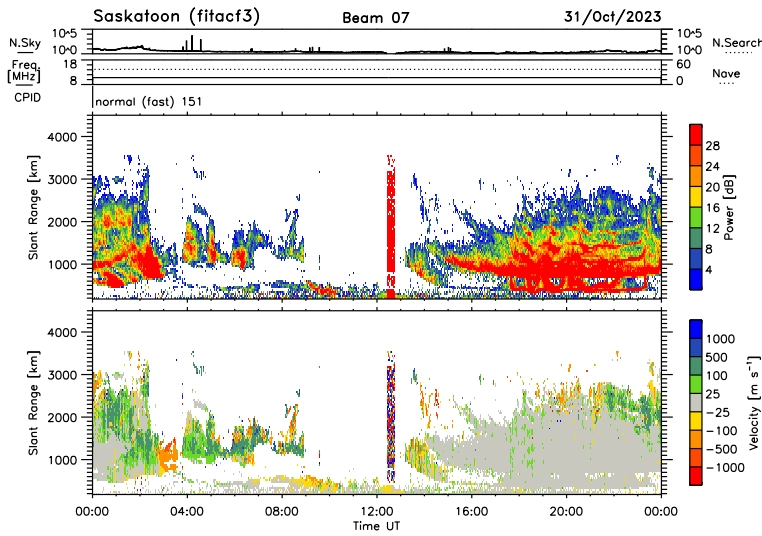 Saskatoon (fitacf3) Beam 07 31/Oct/2023
10^5 10^5
N.Sky N.Search
10^0 10^0
Freq. 18 60
[MHz] Nave
8 0
CPID
normal (fast) 151
4000
3000
2000
1000
Slant Range [km]
28
24
20
16
12
8
4
Power [dB]
4000
3000
2000
1000
Slant Range [km]
1000
500
100
25
−25
−100
−500
−1000
Velocity [m s⁻¹]
00:00 04:00 08:00 12:00 16:00 20:00 00:00
Time UT